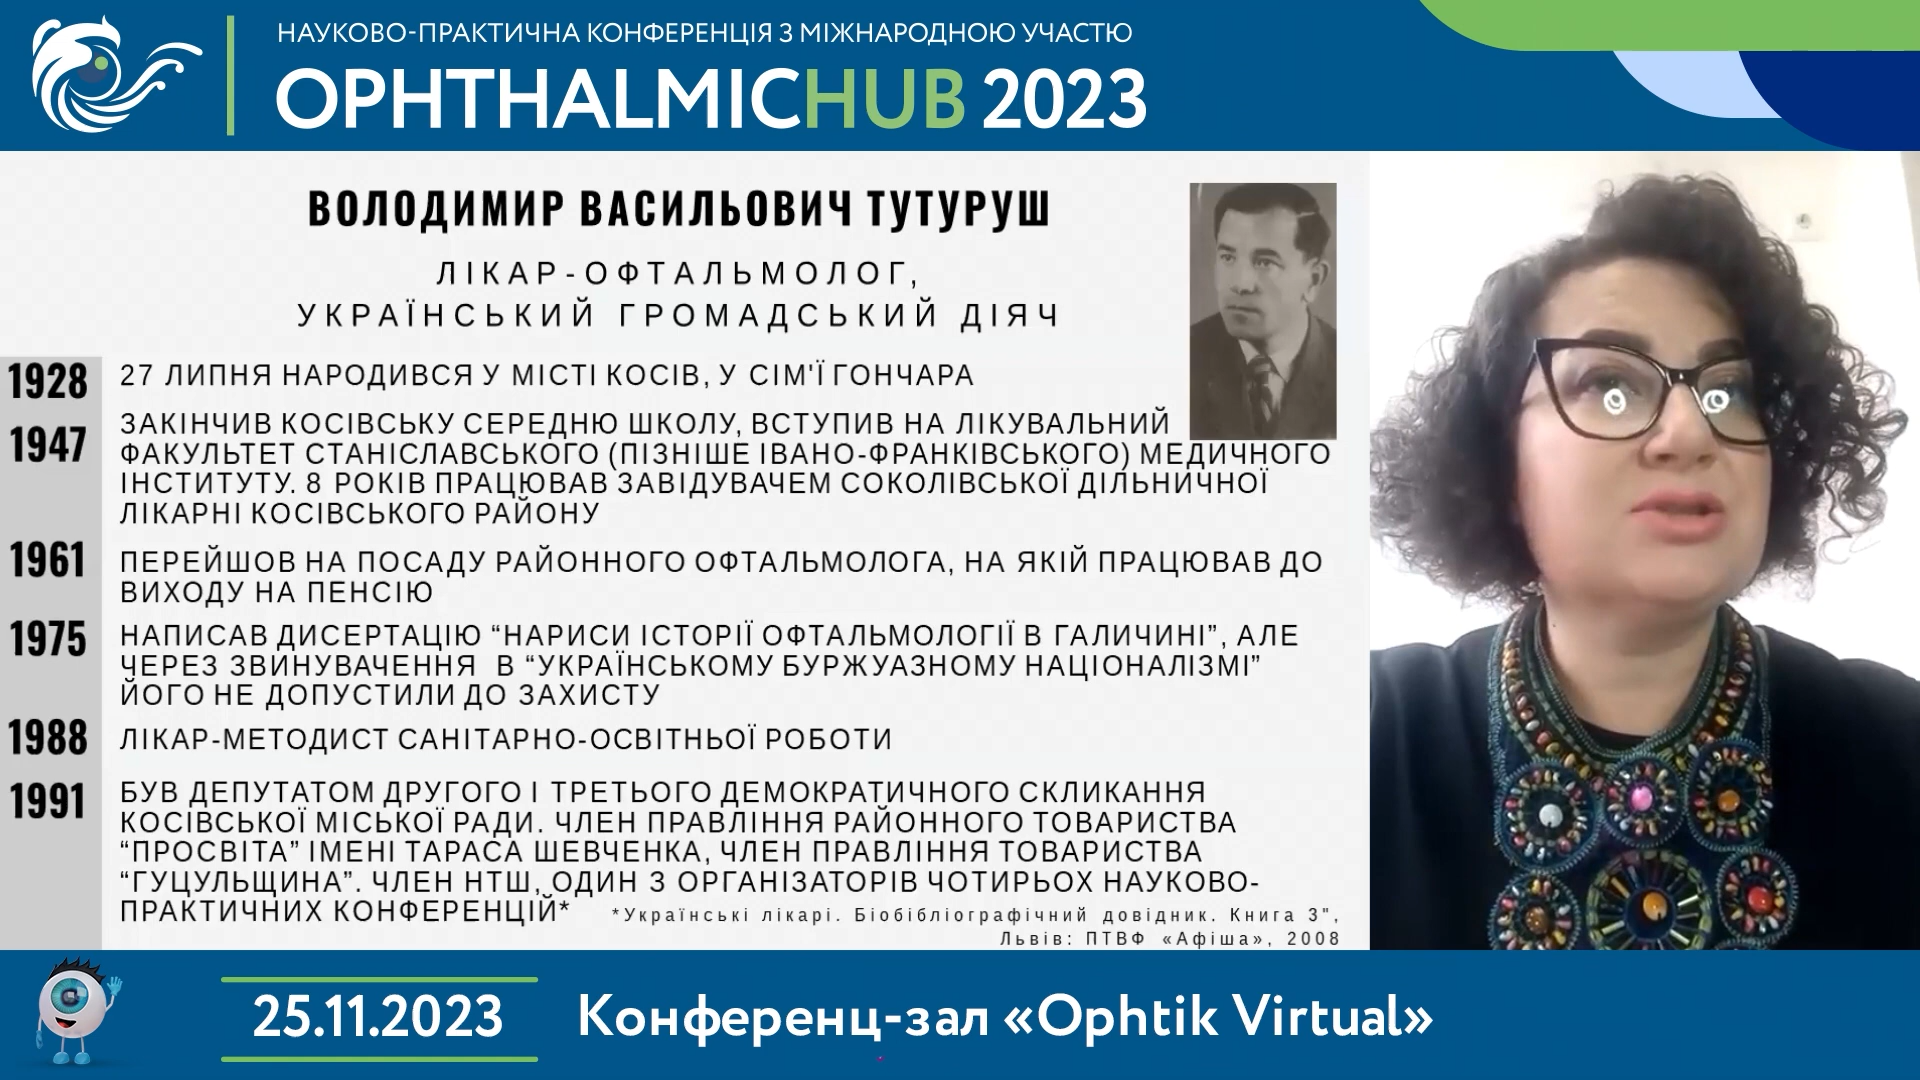 НАУКОВО-ПРАКТИЧНА КОНФЕРЕНЦІЯ З МІЖНАРОДНОЮ УЧАСТЮ
OPHTHALMICHUB 2023
ВОЛОДИМИР ВАСИЛЬОВИЧ ТУТУРУШ
ЛІКАР-ОФТАЛЬМОЛОГ,
УКРАЇНСЬКИЙ ГРОМАДСЬКИЙ ДІЯЧ
1928
27 ЛИПНЯ НАРОДИВСЯ У МІСТІ КОСІВ, У СІМ'Ї ГОНЧАРА
1947
ЗАКІНЧИВ КОСІВСЬКУ СЕРЕДНЮ ШКОЛУ, ВСТУПИВ НА ЛІКУВАЛЬНИЙ
ФАКУЛЬТЕТ СТАНІСЛАВСЬКОГО (ПІЗНІШЕ ІВАНО-ФРАНКІВСЬКОГО) МЕДИЧНОГО
ІНСТИТУТУ. 8 РОКІВ ПРАЦЮВАВ ЗАВІДУВАЧЕМ СОКОЛІВСЬКОЇ ДІЛЬНИЧНОЇ
ЛІКАРНІ КОСІВСЬКОГО РАЙОНУ
1961
ПЕРЕЙШОВ НА ПОСАДУ РАЙОННОГО ОФТАЛЬМОЛОГА, НА ЯКІЙ ПРАЦЮВАВ ДО
ВИХОДУ НА ПЕНСІЮ
1975
НАПИСАВ ДИСЕРТАЦІЮ “НАРИСИ ІСТОРІЇ ОФТАЛЬМОЛОГІЇ В ГАЛИЧИНІ”, АЛЕ
ЧЕРЕЗ ЗВИНУВАЧЕННЯ В “УКРАЇНСЬКОМУ БУРЖУАЗНОМУ НАЦІОНАЛІЗМІ”
ЙОГО НЕ ДОПУСТИЛИ ДО ЗАХИСТУ
1988
ЛІКАР-МЕТОДИСТ САНІТАРНО-ОСВІТНЬОЇ РОБОТИ
1991
БУВ ДЕПУТАТОМ ДРУГОГО І ТРЕТЬОГО ДЕМОКРАТИЧНОГО СКЛИКАННЯ
КОСІВСЬКОЇ МІСЬКОЇ РАДИ. ЧЛЕН ПРАВЛІННЯ РАЙОННОГО ТОВАРИСТВА
“ПРОСВІТА” ІМЕНІ ТАРАСА ШЕВЧЕНКА, ЧЛЕН ПРАВЛІННЯ ТОВАРИСТВА
“ГУЦУЛЬЩИНА”. ЧЛЕН НТШ, ОДИН З ОРГАНІЗАТОРІВ ЧОТИРЬОХ НАУКОВО-
ПРАКТИЧНИХ КОНФЕРЕНЦІЙ*
*Українські лікарі. Біобібліографічний довідник. Книга 3",
Львів: ПТВФ «Афіша», 2008
25.11.2023
Конференц-зал «Ophtik Virtual»